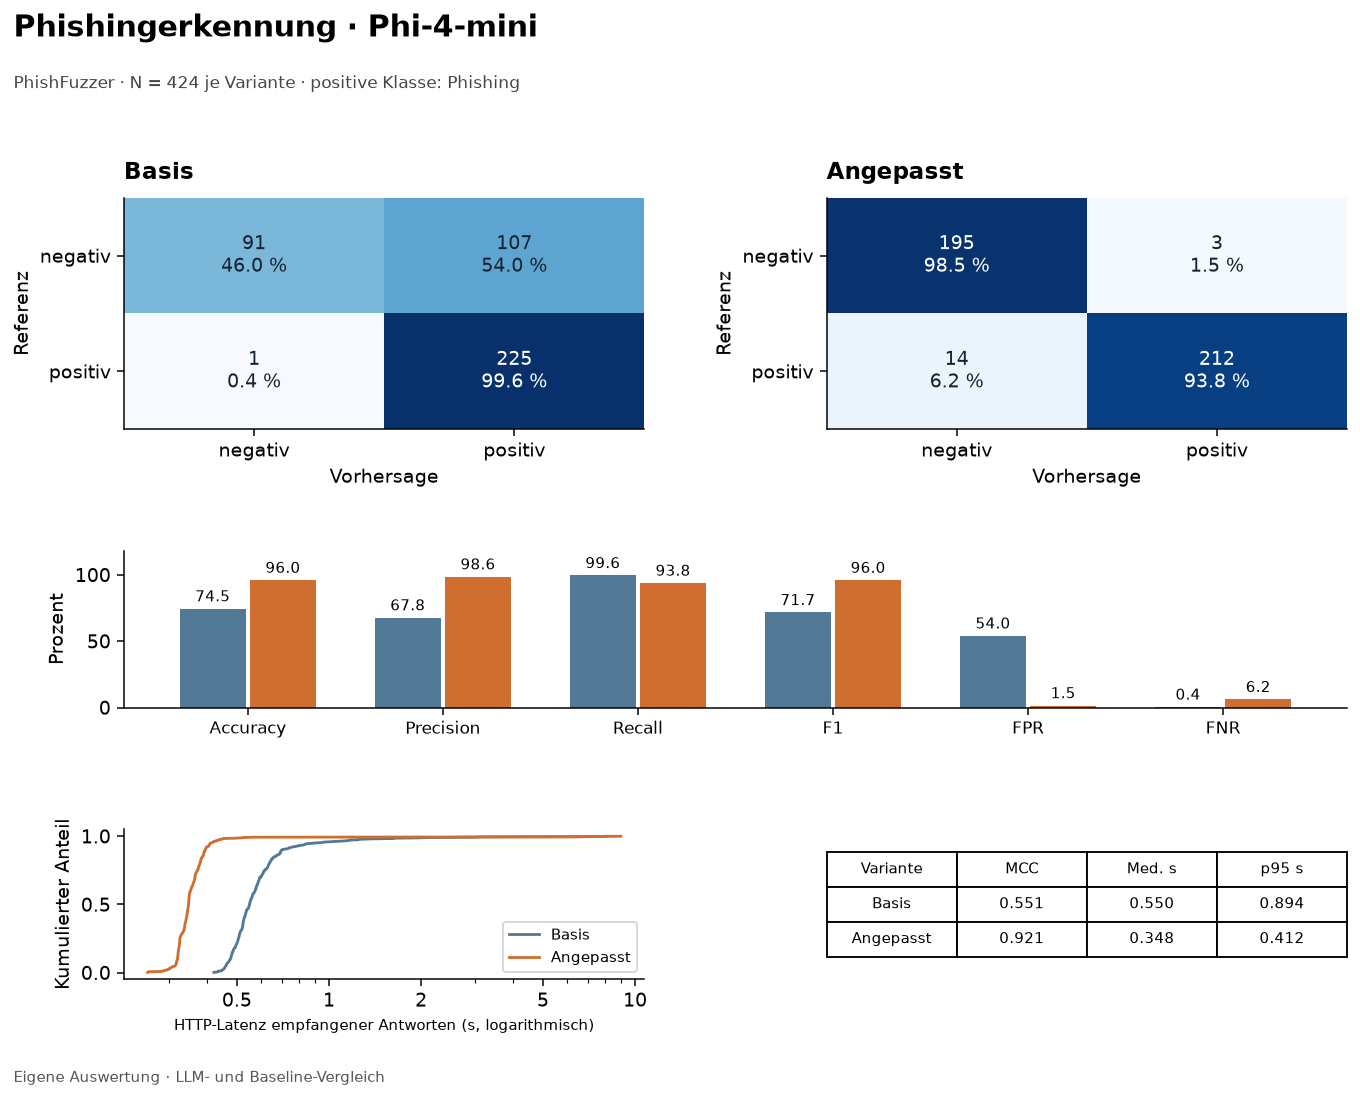 Phishingerkennung · Phi-4-mini
PhishFuzzer · N = 424 je Variante · positive Klasse: Phishing
Basis
Referenz
negativ
91
46.0 %
107
54.0 %
positiv
1
0.4 %
225
99.6 %
negativ
positiv
Vorhersage
Angepasst
Referenz
negativ
195
98.5 %
3
1.5 %
positiv
14
6.2 %
212
93.8 %
negativ
positiv
Vorhersage
Prozent
100
50
0
74.5
96.0
67.8
98.6
99.6
93.8
71.7
96.0
54.0
1.5
0.4
6.2
Accuracy
Precision
Recall
F1
FPR
FNR
Kumulierter Anteil
1.0
0.5
0.0
Basis
Angepasst
0.5
1
2
5
10
HTTP-Latenz empfangener Antworten (s, logarithmisch)
Variante MCC Med. s p95 s
Basis 0.551 0.550 0.894
Angepasst 0.921 0.348 0.412
Eigene Auswertung · LLM- und Baseline-Vergleich